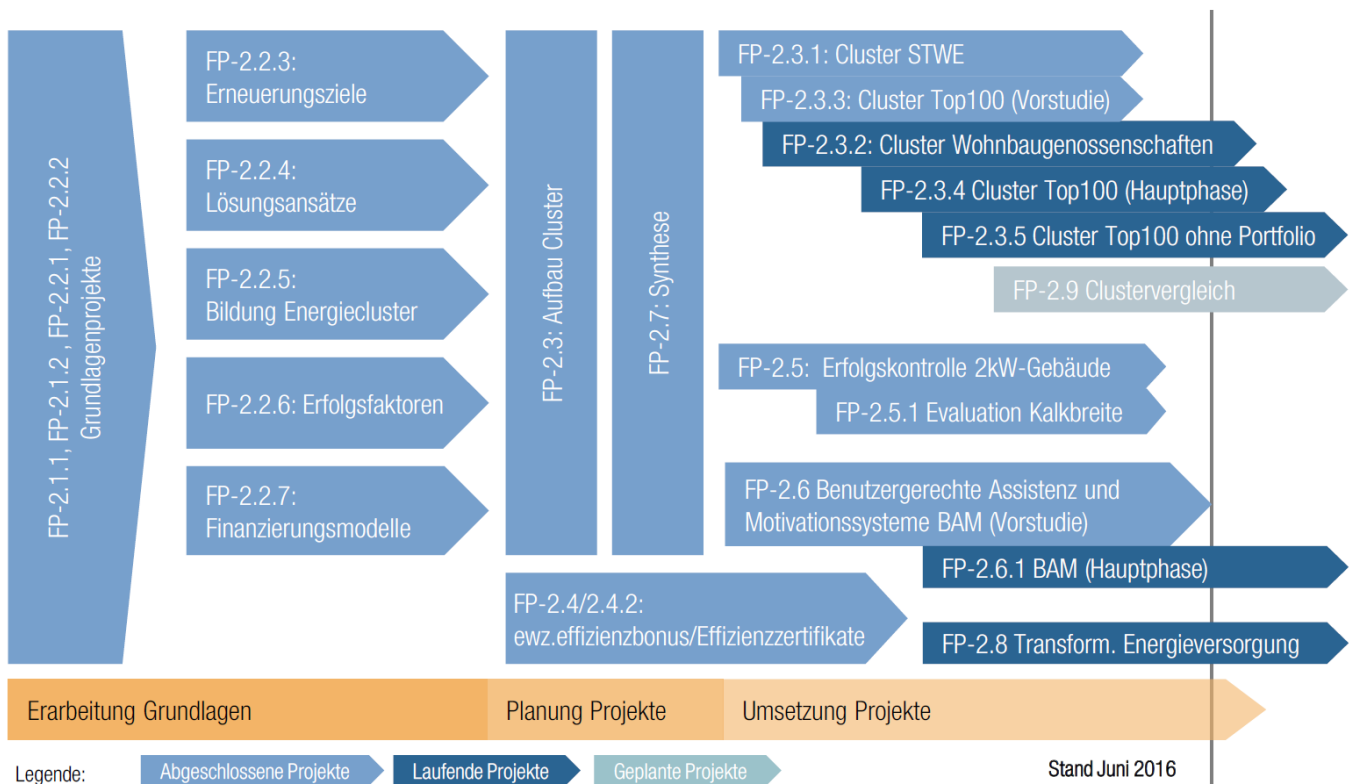 FP-2.1.1, FP-2.1.2 , FP-2.2.1, FP-2.2.2
Grundlagenprojekte
FP-2.2.3:
Erneuerungsziele
FP-2.2.4:
Lösungsansätze
FP-2.2.5:
Bildung Energiecluster
FP-2.2.6: Erfolgsfaktoren
FP-2.2.7:
Finanzierungsmodelle
FP-2.3: Aufbau Cluster
FP-2.7: Synthese
FP-2.4/2.4.2:
ewz.effizienzbonus/Effizienzzertifikate
FP-2.3.1: Cluster STWE
FP-2.3.3: Cluster Top100 (Vorstudie)
FP-2.3.2: Cluster Wohnbaugenossenschaften
FP-2.3.4 Cluster Top100 (Hauptphase)
FP-2.3.5 Cluster Top100 ohne Portfolio
FP-2.9 Clustervergleich
FP-2.5: Erfolgskontrolle 2kW-Gebäude
FP-2.5.1 Evaluation Kalkbreite
FP-2.6 Benutzergerechte Assistenz und
Motivationssysteme BAM (Vorstudie)
FP-2.6.1 BAM (Hauptphase)
FP-2.8 Transform. Energieversorgung
Erarbeitung Grundlagen
Planung Projekte
Umsetzung Projekte
Legende:
Abgeschlossene Projekte
Laufende Projekte
Geplante Projekte
Stand Juni 2016